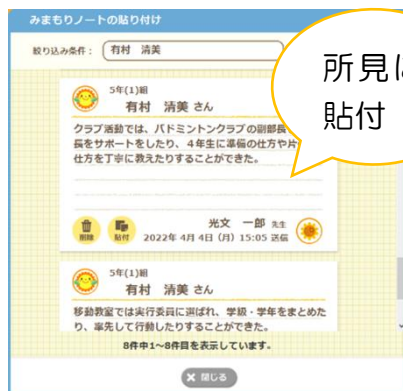 みまもりノートの貼り付け
絞り込み条件： 有村 清美
所見に
貼付
5年(1)組
有村 清美 さん
クラブ活動では、バドミントンクラブの副部長
長をサポートをしたり、4年生に準備の仕方や片
仕方を丁寧に教えたりすることができた。
削除 貼付
光文 一郎 先生
2022年 4月 4日 (月) 15:05 送信
5年(1)組
有村 清美 さん
移動教室では実行委員に選ばれ、学級・学年をまとめた
り、率先して行動したりすることができた。
8件中1～8件目を表示しています。
× 閉じる